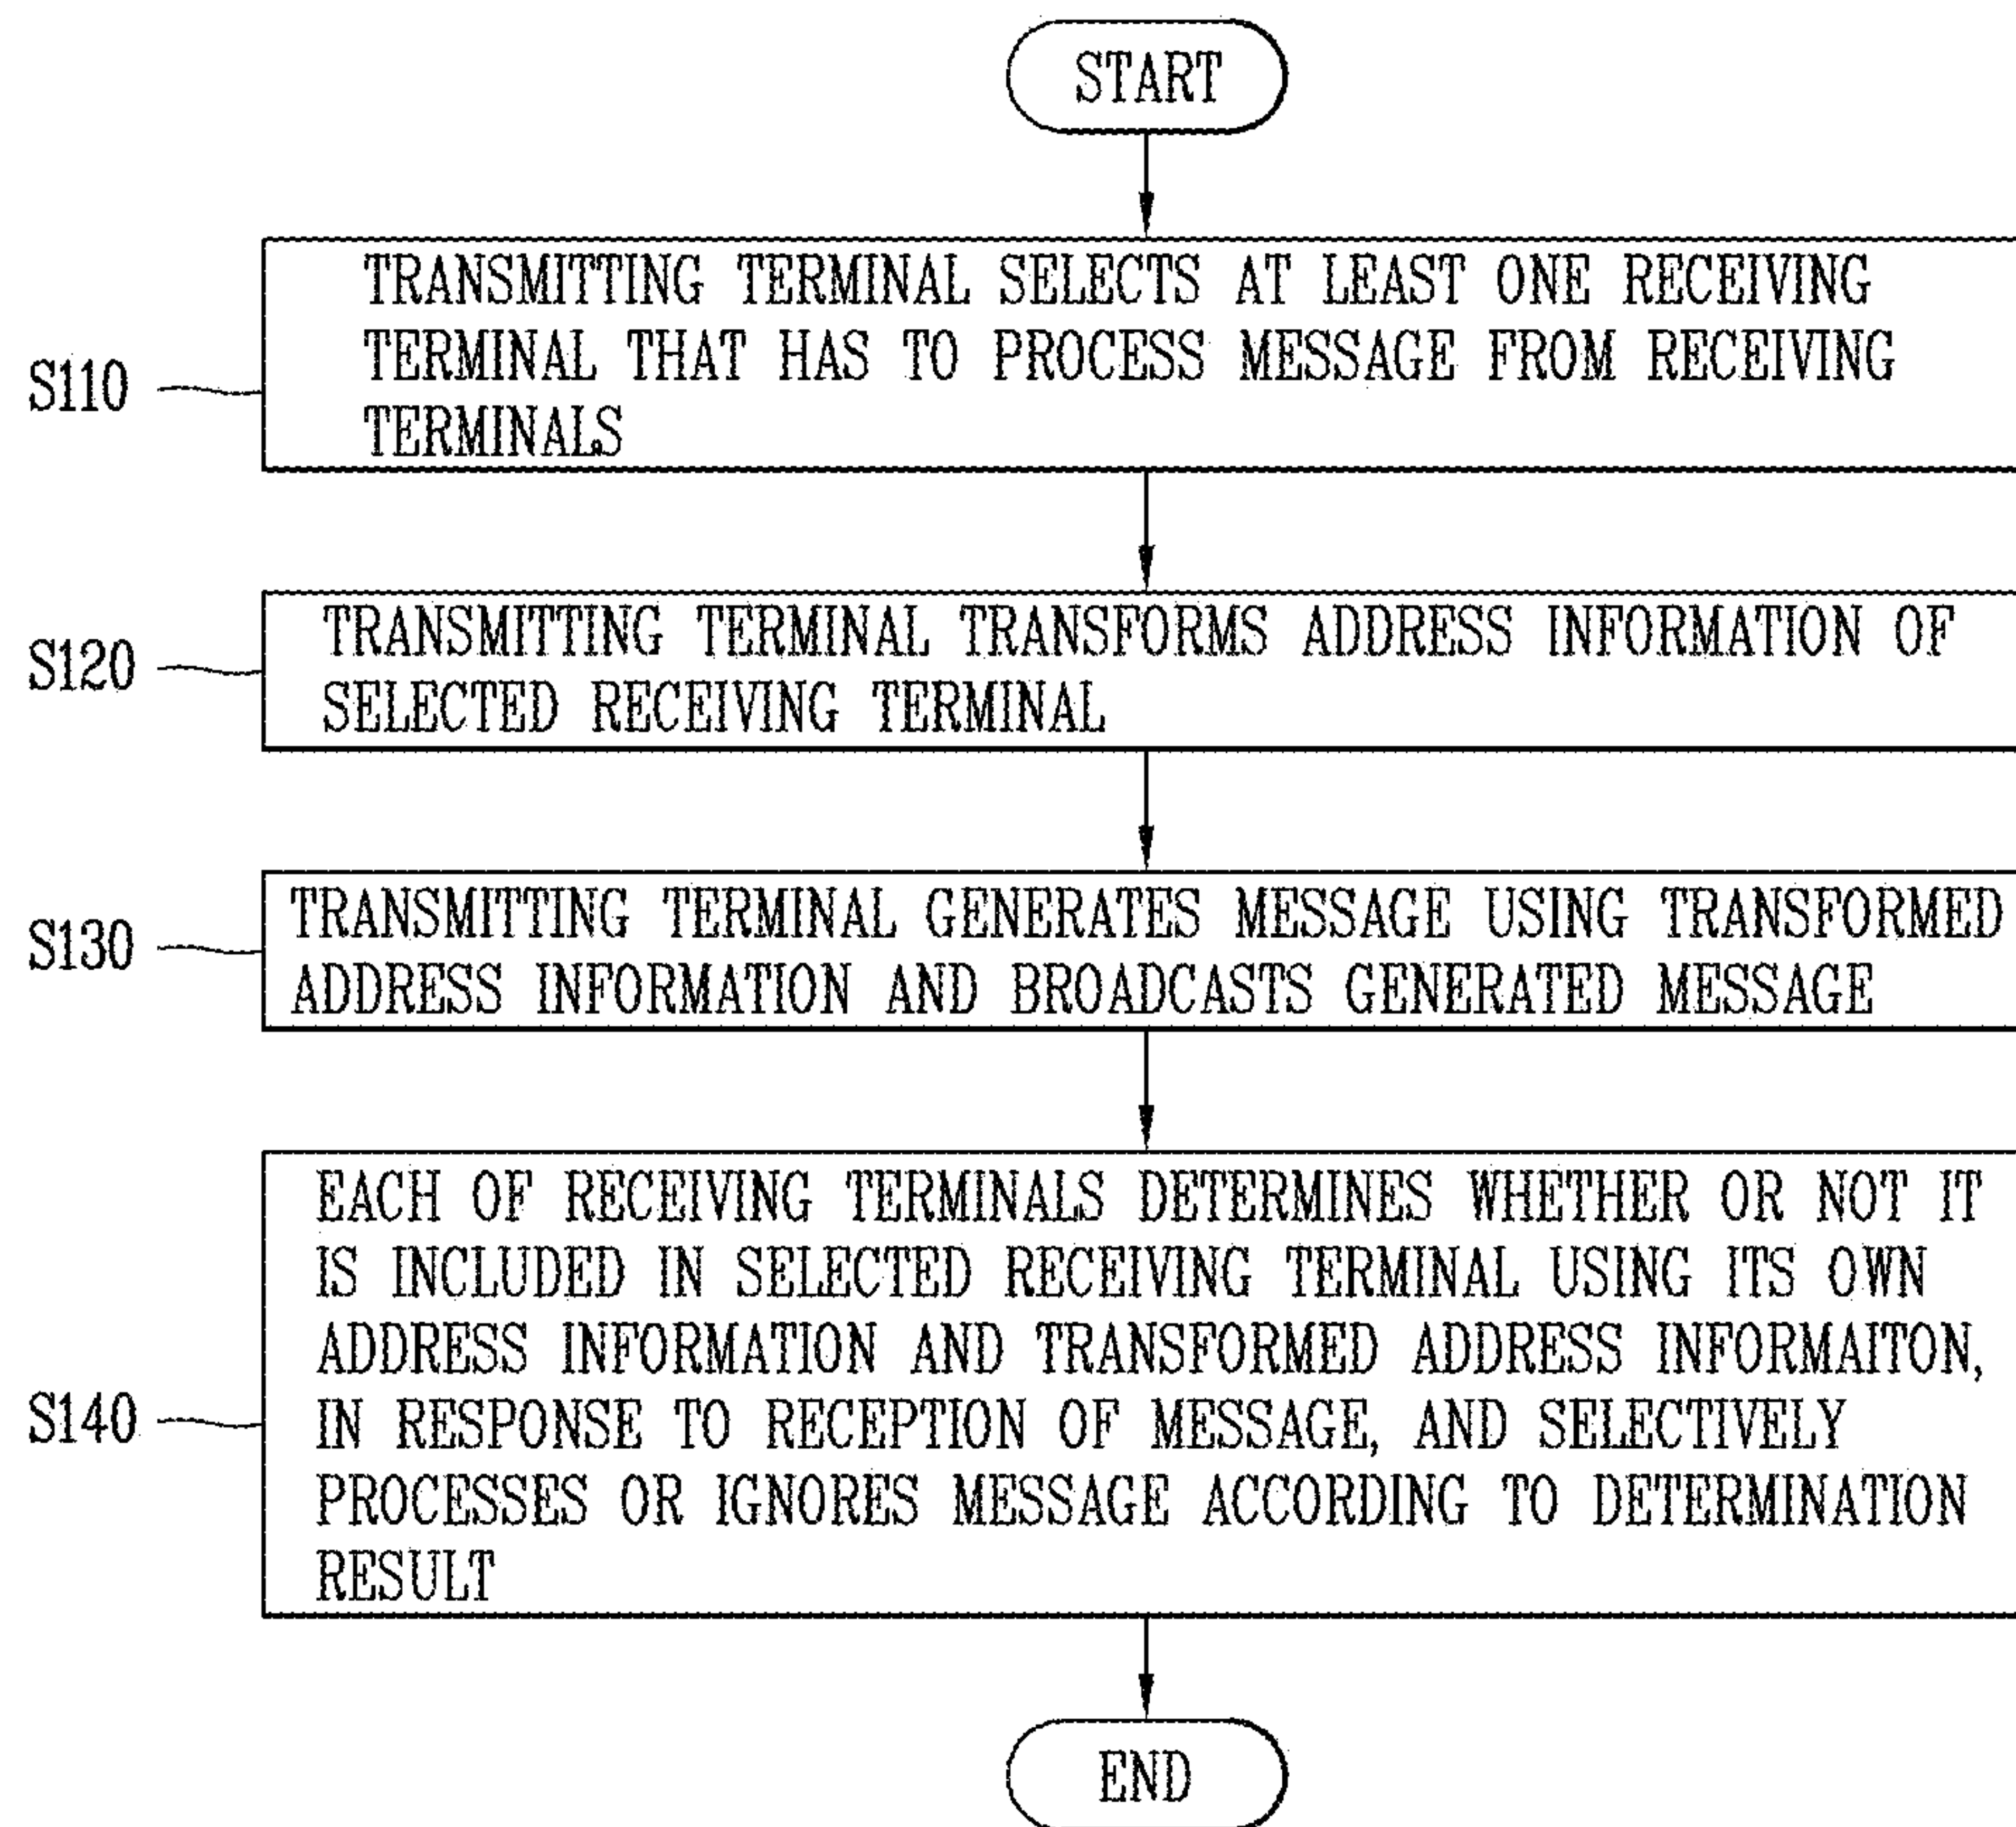 START
TRANSMITTING TERMINAL SELECTS AT LEAST ONE RECEIVING
TERMINAL THAT HAS TO PROCESS MESSAGE FROM RECEIVING
TERMINALS
S110
TRANSMITTING TERMINAL TRANSFORMS ADDRESS INFORMATION OF
SELECTED RECEIVING TERMINAL
S120
TRANSMITTING TERMINAL GENERATES MESSAGE USING TRANSFORMED
ADDRESS INFORMATION AND BROADCASTS GENERATED MESSAGE
S130
EACH OF RECEIVING TERMINALS DETERMINES WHETHER OR NOT IT
IS INCLUDED IN SELECTED RECEIVING TERMINAL USING ITS OWN
ADDRESS INFORMATION AND TRANSFORMED ADDRESS INFORMAITON,
IN RESPONSE TO RECEPTION OF MESSAGE, AND SELECTIVELY
PROCESSES OR IGNORES MESSAGE ACCORDING TO DETERMINATION
RESULT
S140
END